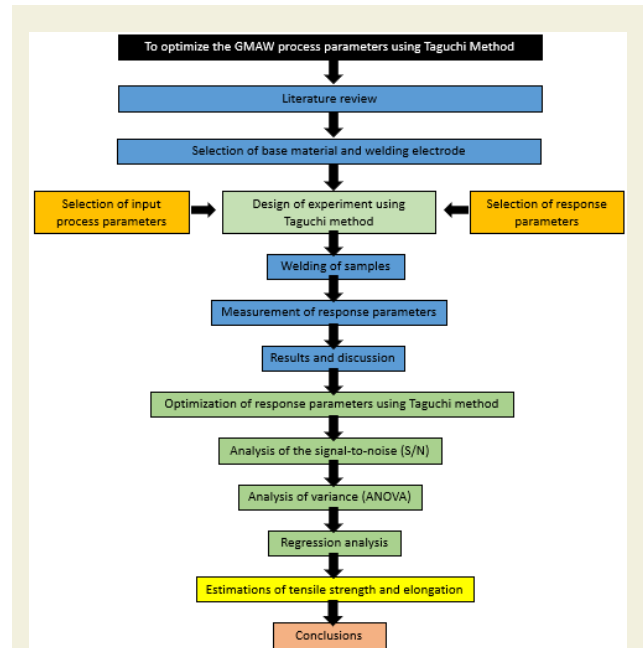 To optimize the GMAW process parameters using Taguchi Method
Literature review
Selection of base material and welding electrode
Selection of input
process parameters
Design of experiment using
Taguchi method
Selection of response
parameters
Welding of samples
Measurement of response parameters
Results and discussion
Optimization of response parameters using Taguchi method
Analysis of the signal-to-noise (S/N)
Analysis of variance (ANOVA)
Regression analysis
Estimations of tensile strength and elongation
Conclusions